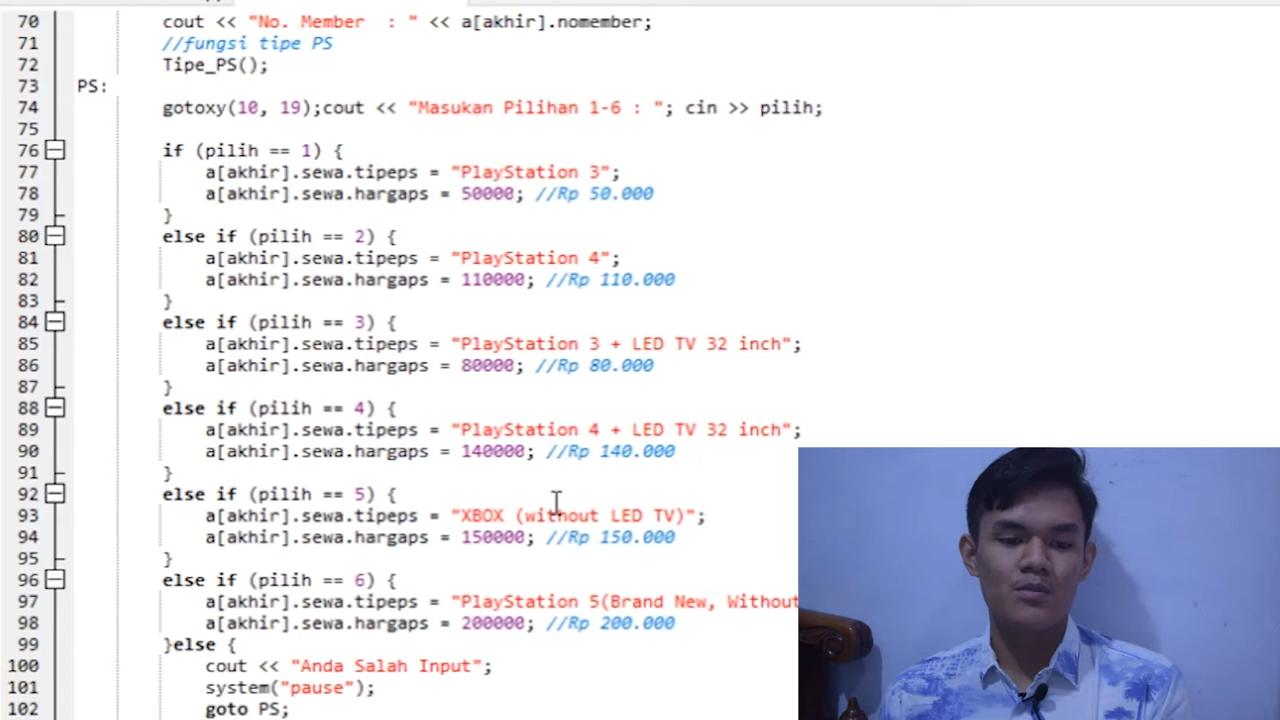 70 cout << "No. Member  : " << a[akhir].nomember;
71 //fungsi tipe PS
72 Tipe_PS();
73 PS:
74 gotoxy(10, 19);cout << "Masukan Pilihan 1-6 : "; cin >> pilih;
75
76 if (pilih == 1) {
77 a[akhir].sewa.tipeps = "PlayStation 3";
78 a[akhir].sewa.hargaps = 50000; //Rp 50.000
79 }
80 else if (pilih == 2) {
81 a[akhir].sewa.tipeps = "PlayStation 4";
82 a[akhir].sewa.hargaps = 110000; //Rp 110.000
83 }
84 else if (pilih == 3) {
85 a[akhir].sewa.tipeps = "PlayStation 3 + LED TV 32 inch";
86 a[akhir].sewa.hargaps = 80000; //Rp 80.000
87 }
88 else if (pilih == 4) {
89 a[akhir].sewa.tipeps = "PlayStation 4 + LED TV 32 inch";
90 a[akhir].sewa.hargaps = 140000; //Rp 140.000
91 }
92 else if (pilih == 5) {
93 a[akhir].sewa.tipeps = "XBOX (without LED TV)";
94 a[akhir].sewa.hargaps = 150000; //Rp 150.000
95 }
96 else if (pilih == 6) {
97 a[akhir].sewa.tipeps = "PlayStation 5(Brand New, Without
98 a[akhir].sewa.hargaps = 200000; //Rp 200.000
99 }else {
100 cout << "Anda Salah Input";
101 system("pause");
102 goto PS;